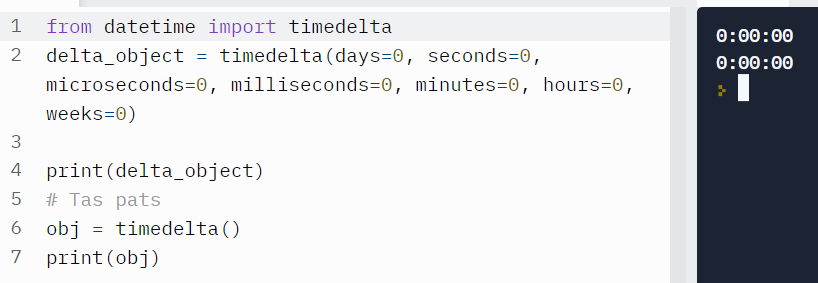 1 from datetime import timedelta
2 delta_object = timedelta(days=0, seconds=0,
microseconds=0, milliseconds=0, minutes=0, hours=0,
weeks=0)
3
4 print(delta_object)
5 # Tas pats
6 obj = timedelta()
7 print(obj)
0:00:00
0:00:00